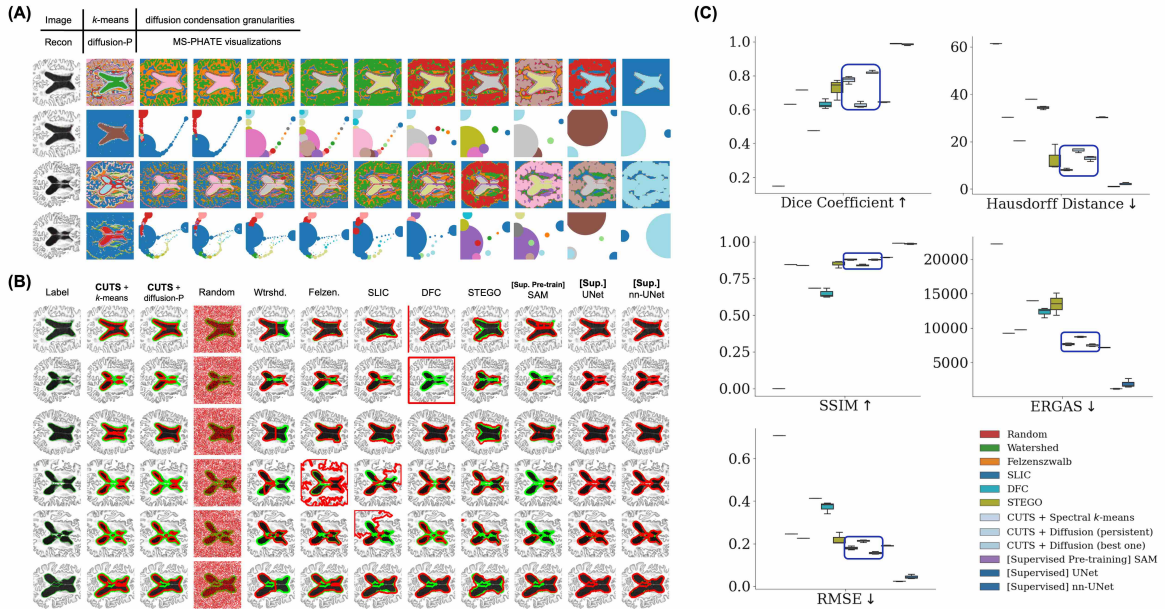 (A)
Image k-means diffusion condensation granularities
Recon diffusion-P MS-PHATE visualizations
(B)
Label CUTS + k-means CUTS + diffusion-P Random Wtrshd. Felzen. SLIC DFC STEGO [Sup. Pre-train] SAM [Sup.] UNet [Sup.] nn-UNet
(C)
1.0
0.8
0.6
0.4
0.2
Dice Coefficient ↑
60
40
20
0
Hausdorff Distance ↓
1.00
0.75
0.50
0.25
0.00
SSIM ↑
20000
15000
10000
5000
ERGAS ↓
0.6
0.4
0.2
0.0
RMSE ↓
Random
Watershed
Felzenszwalb
SLIC
DFC
STEGO
CUTS + Spectral k-means
CUTS + Diffusion (persistent)
CUTS + Diffusion (best one)
[Supervised Pre-training] SAM
[Supervised] UNet
[Supervised] nn-UNet